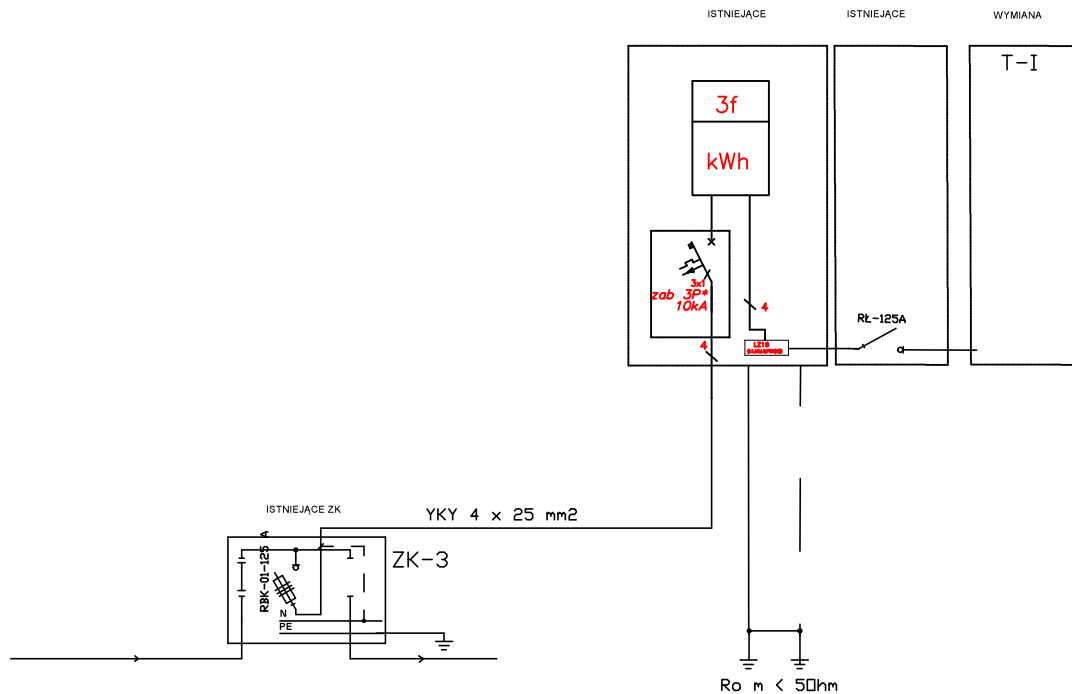 ISTNIEJĄCE
ISTNIEJĄCE
WYMIANA
T-I
3f
kWh
3x1
zab 3P*
10kA
4
4
LZ16
RŁ-125A
ISTNIEJĄCE ZK
YKY 4 x 25 mm2
ZK-3
RBK-01-125 A
N
PE
Ro m < 5Ohm